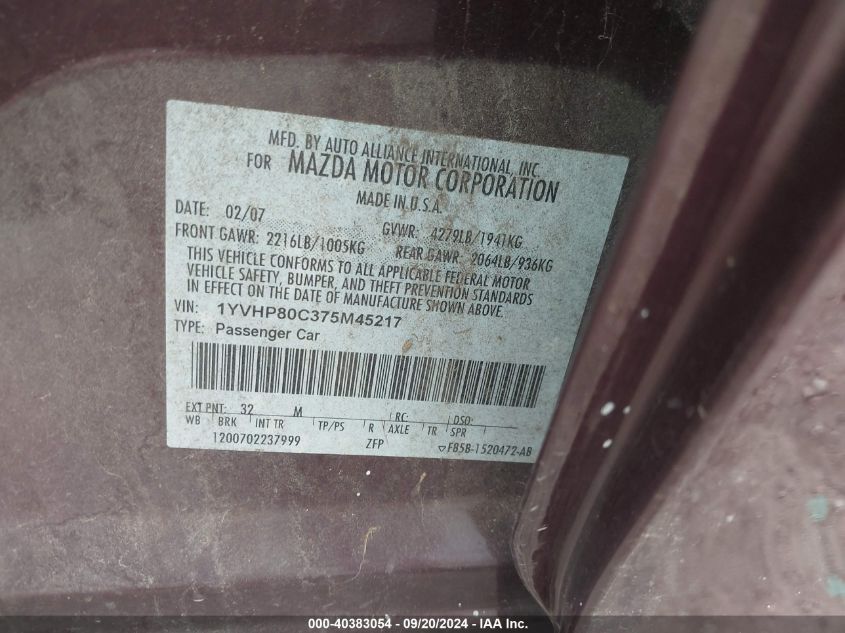 MFD. BY AUTO ALLIANCE INTERNATIONAL, INC.
FOR MAZDA MOTOR CORPORATION
MADE IN U.S.A.
DATE: 02/07 GVWR: 4279LB/1941KG
FRONT GAWR: 2216LB/1005KG REAR GAWR: 2064LB/936KG
THIS VEHICLE CONFORMS TO ALL APPLICABLE FEDERAL MOTOR
VEHICLE SAFETY, BUMPER, AND THEFT PREVENTION STANDARDS
IN EFFECT ON THE DATE OF MANUFACTURE SHOWN ABOVE.
VIN: 1YVHP80C375M45217
TYPE: Passenger Car
EXT PNT: 32 M RC: DSO:
WB BRK INT TR TP/PS R AXLE TR SPR
1200702237999 ZFP ▽F85B-1520472-AB
000-40383054 - 09/20/2024 - IAA Inc.